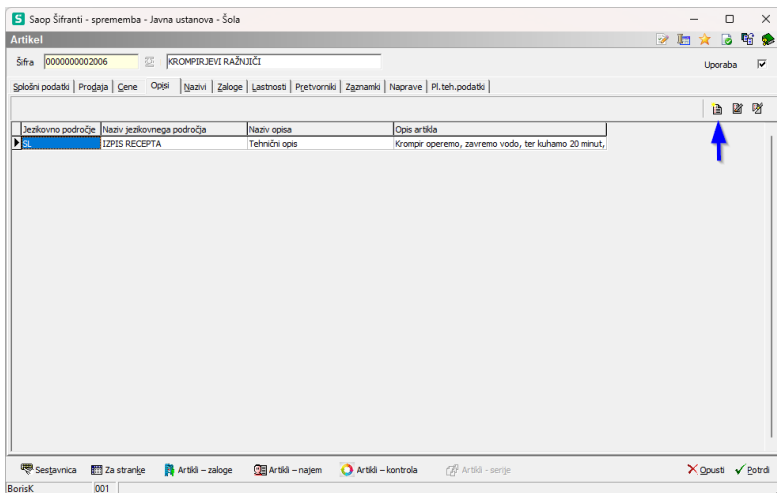 Saop Šifranti - sprememba - Javna ustanova - Šola
Artikel
Šifra 0000000002006 KROMPIRJEVI RAŽNJIČI Uporaba
Splošni podatki Prodaja Cene Opisi Nazivi Zaloge Lastnosti Pretvorniki Zaznamki Naprave Pl.teh.podatki
Jezikovno področje Naziv jezikovnega področja Naziv opisa Opis artikla
SL IZPIS RECEPTA Tehnični opis Krompir operemo, zavremo vodo, ter kuhamo 20 minut,
Sestavnica Za stranke Artikli – zaloge Artikli – najem Artikli – kontrola Artikli - serije Opusti Potrdi
BorisK 001